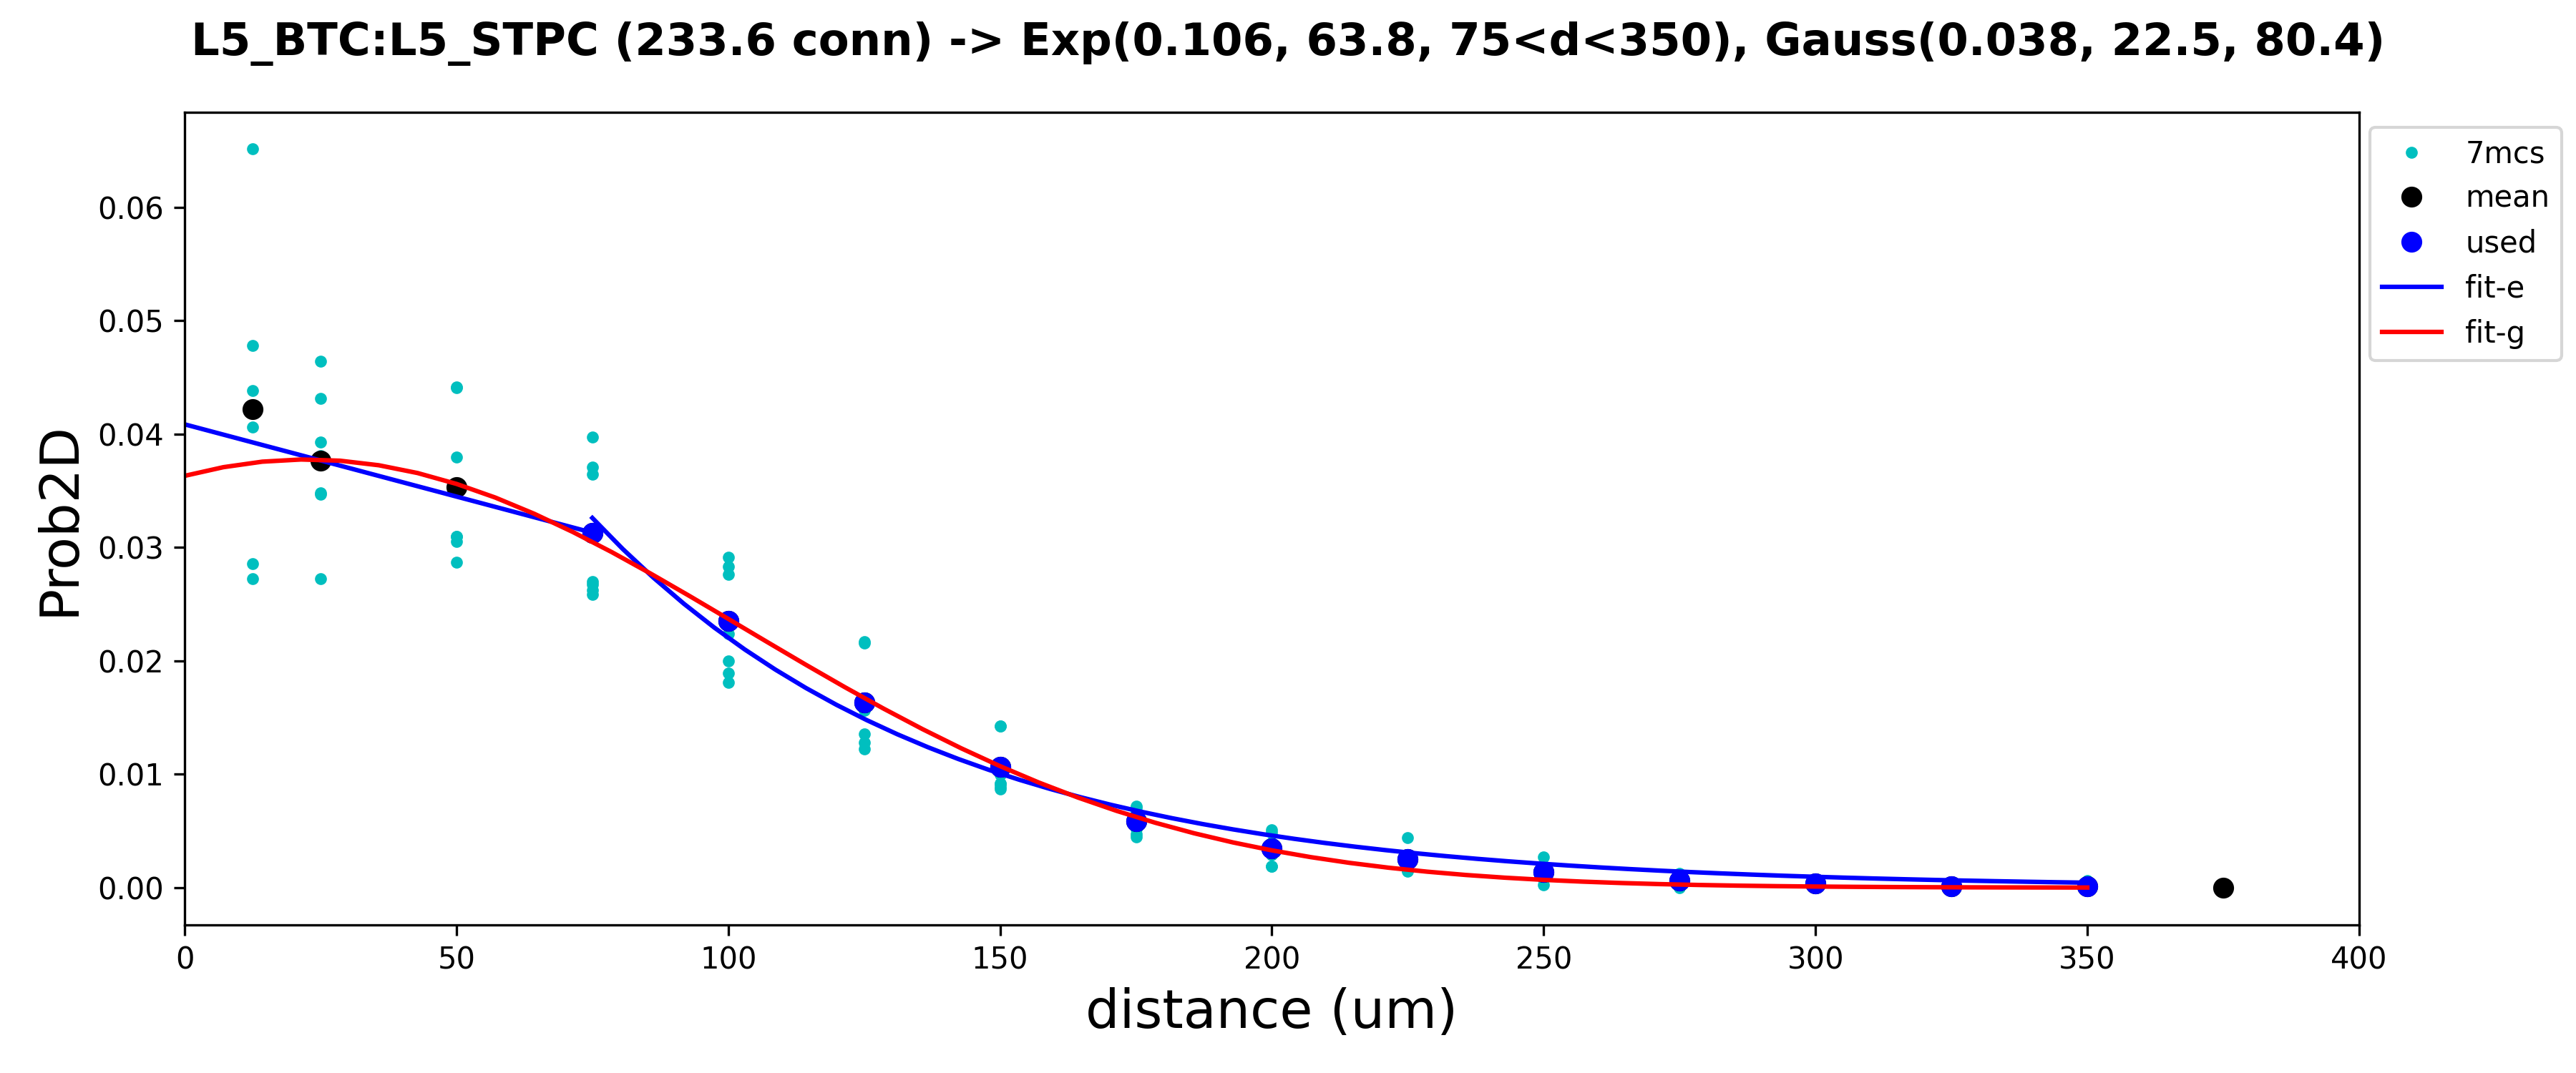 L5_BTC:L5_STPC (233.6 conn) -> Exp(0.106, 63.8, 75<d<350), Gauss(0.038, 22.5, 80.4)
7mcs
mean
used
fit-e
fit-g
Prob2D
0.06
0.05
0.04
0.03
0.02
0.01
0.00
0 50 100 150 200 250 300 350 400
distance (um)